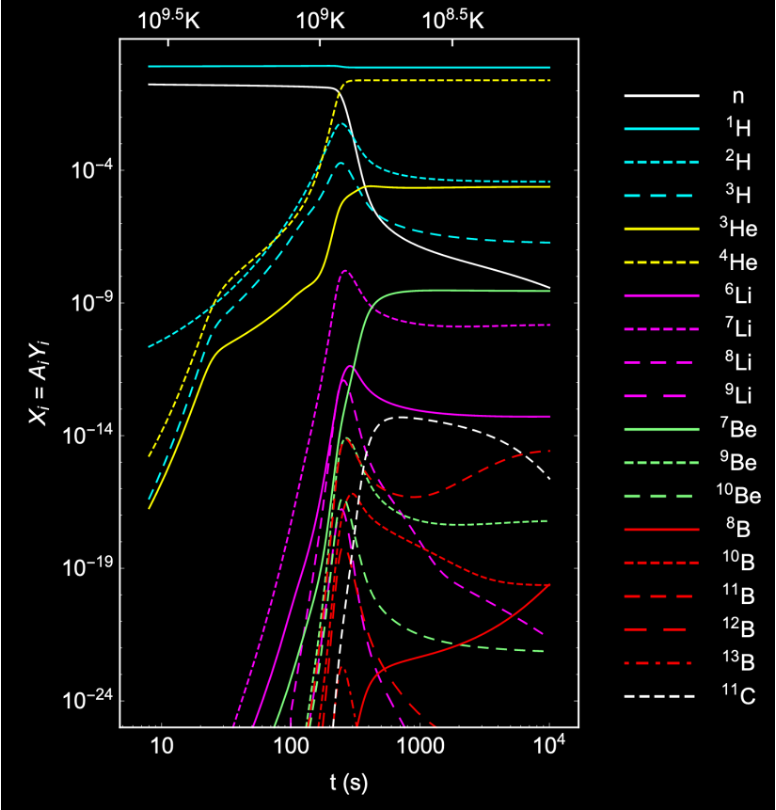 10^9.5K 10^9K 10^8.5K
10^−4
10^−9
10^−14
10^−19
10^−24
X_i = A_iY_i
10 100 1000 10^4
t (s)
n
^1H
^2H
^3H
^3He
^4He
^6Li
^7Li
^8Li
^9Li
^7Be
^9Be
^10Be
^8B
^10B
^11B
^12B
^13B
^11C